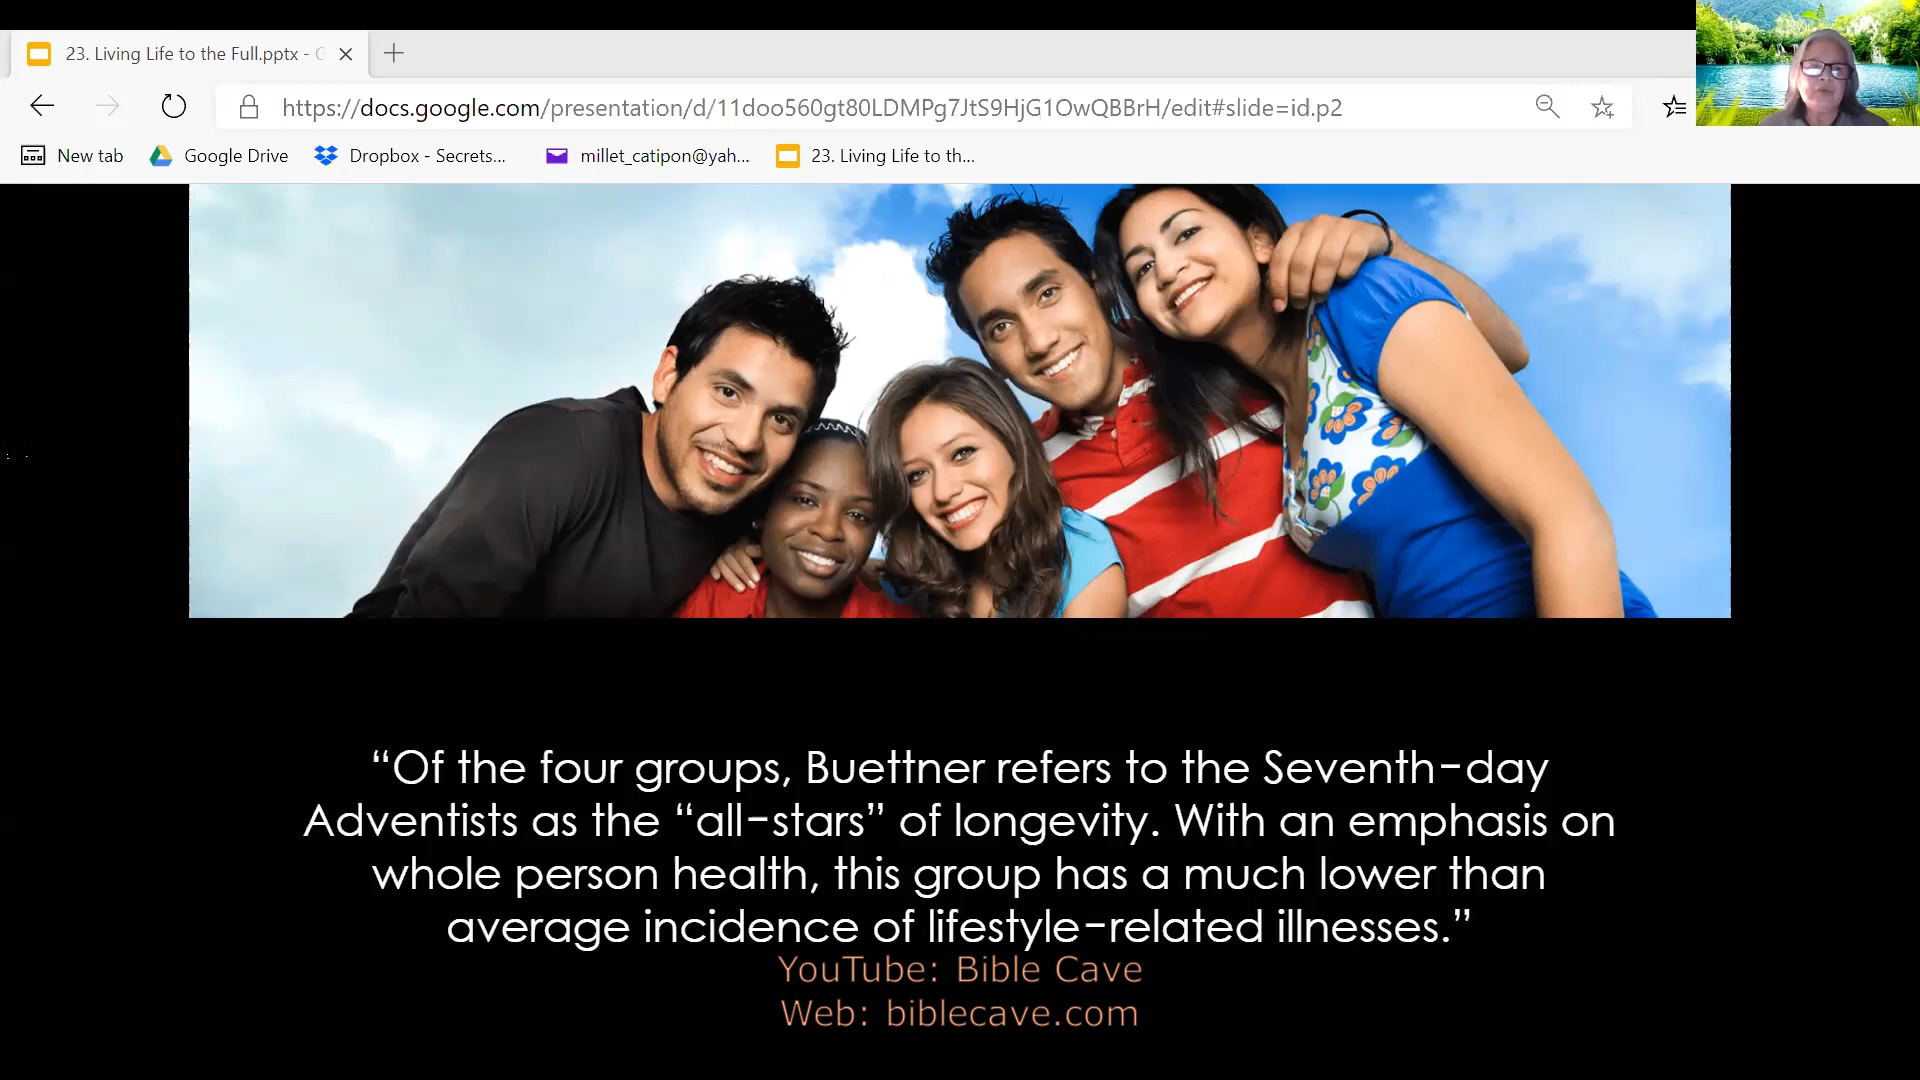 23. Living Life to the Full.pptx - G
https://docs.google.com/presentation/d/11doo560gt80LDMPg7JtS9HjG1OwQBBrH/edit#slide=id.p2
New tab
Google Drive
Dropbox - Secrets...
millet_catipon@yah...
23. Living Life to th...
“Of the four groups, Buettner refers to the Seventh-day
Adventists as the “all-stars” of longevity. With an emphasis on
whole person health, this group has a much lower than
average incidence of lifestyle-related illnesses.”
YouTube: Bible Cave
Web: biblecave.com